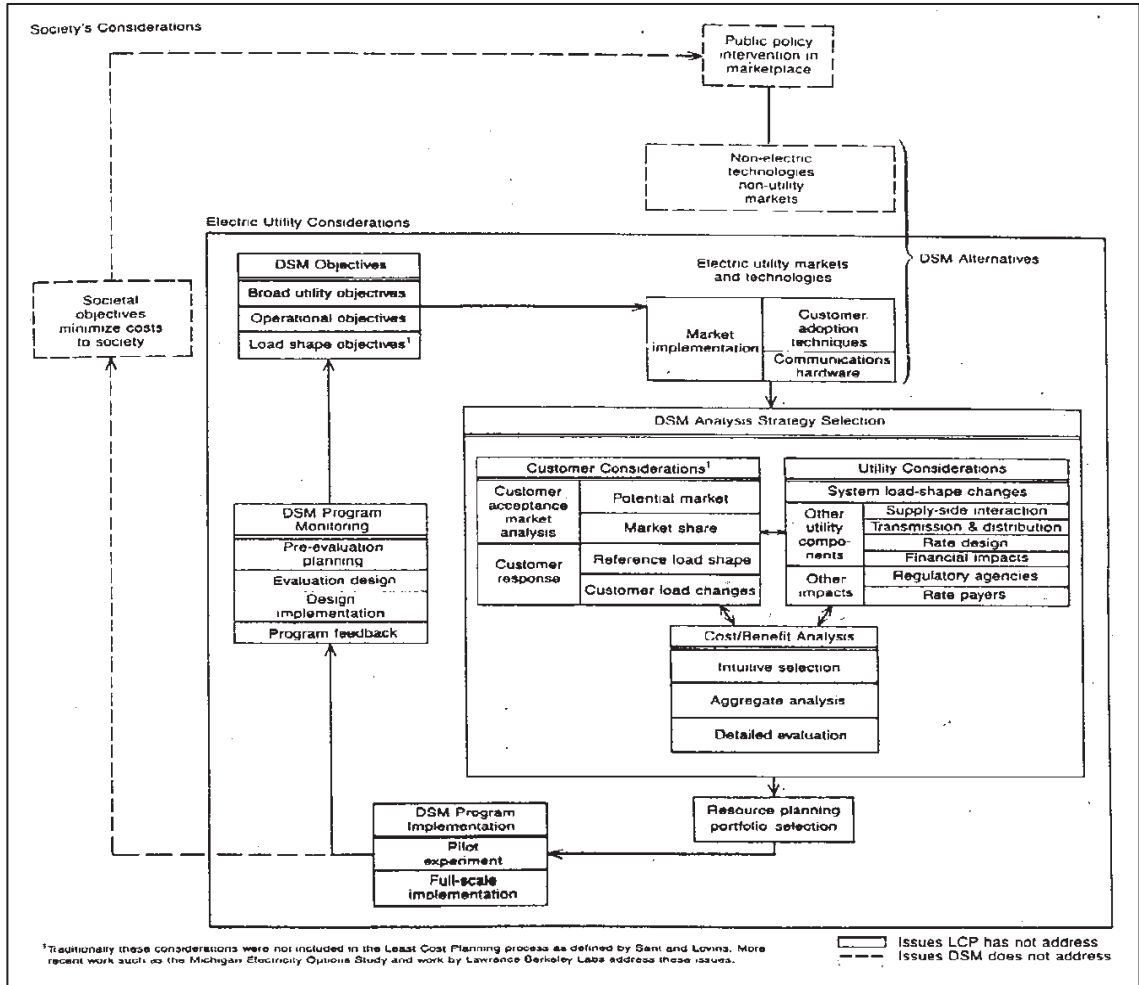 Society's Considerations
Public policy
intervention in
marketplace
Non-electric
technologies
non-utility
markets
Electric Utility Considerations
DSM Alternatives
DSM Objectives
Broad utility objectives
Operational objectives
Load shape objectives¹
Electric utility markets
and technologies
Market
implementation
Customer
adoption
techniques
Communications
hardware
Societal
objectives
minimize costs
to society
DSM Analysis Strategy Selection
Customer Considerations¹
Customer
acceptance
market
analysis
Potential market
Market share
Customer
response
Reference load shape
Customer load changes
Utility Considerations
System load-shape changes
Other
utility
compo-
nents
Supply-side interaction
Transmission & distribution
Rate design
Financial impacts
Other
impacts
Regulatory agencies
Rate payers
DSM Program
Monitoring
Pre-evaluation
planning
Evaluation design
Design
implementation
Program feedback
Cost/Benefit Analysis
Intuitive selection
Aggregate analysis
Detailed evaluation
Resource planning
portfolio selection
DSM Program
Implementation
Pilot
experiment
Full-scale
implementation
¹Traditionally these considerations were not included in the Least Cost Planning process as defined by Sant and Lovins. More
recent work such as the Michigan Electricity Options Study and work by Lawrence Berkeley Labs address these issues.
Issues LCP has not address
Issues DSM does not address